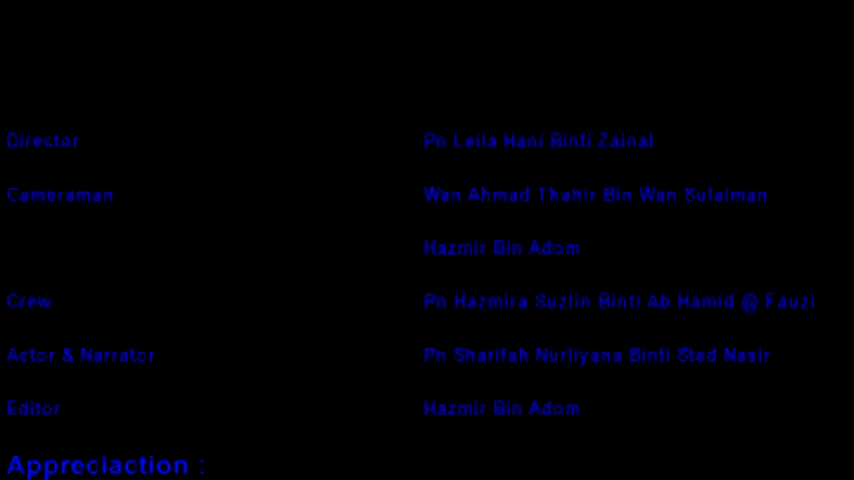 Director Pn Leila Hani Binti Zainal
Cameraman Wan Ahmad Thahir Bin Wan Sulaiman
Hazmir Bin Adom
Crew Pn Hazmira Suzlin Binti Ab Hamid @ Fauzi
Actor & Narrator Pn Sharifah Nurliyana Binti Sted Nasir
Editor Hazmir Bin Adom
Appreciaction :